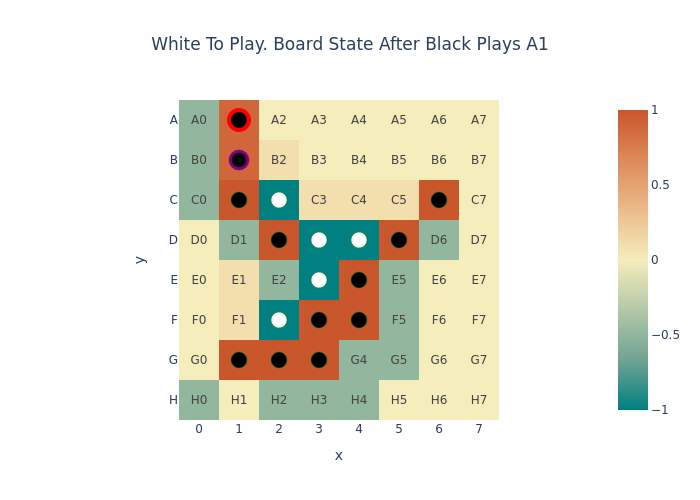 White To Play. Board State After Black Plays A1
A A0 A2 A3 A4 A5 A6 A7
B B0 B2 B3 B4 B5 B6 B7
C C0 C3 C4 C5 C7
D D0 D1 D6 D7
E E0 E1 E2 E5 E6 E7
F F0 F1 F5 F6 F7
G G0 G4 G5 G6 G7
H H0 H1 H2 H3 H4 H5 H6 H7
0 1 2 3 4 5 6 7
x
y
1
0.5
0
−0.5
−1